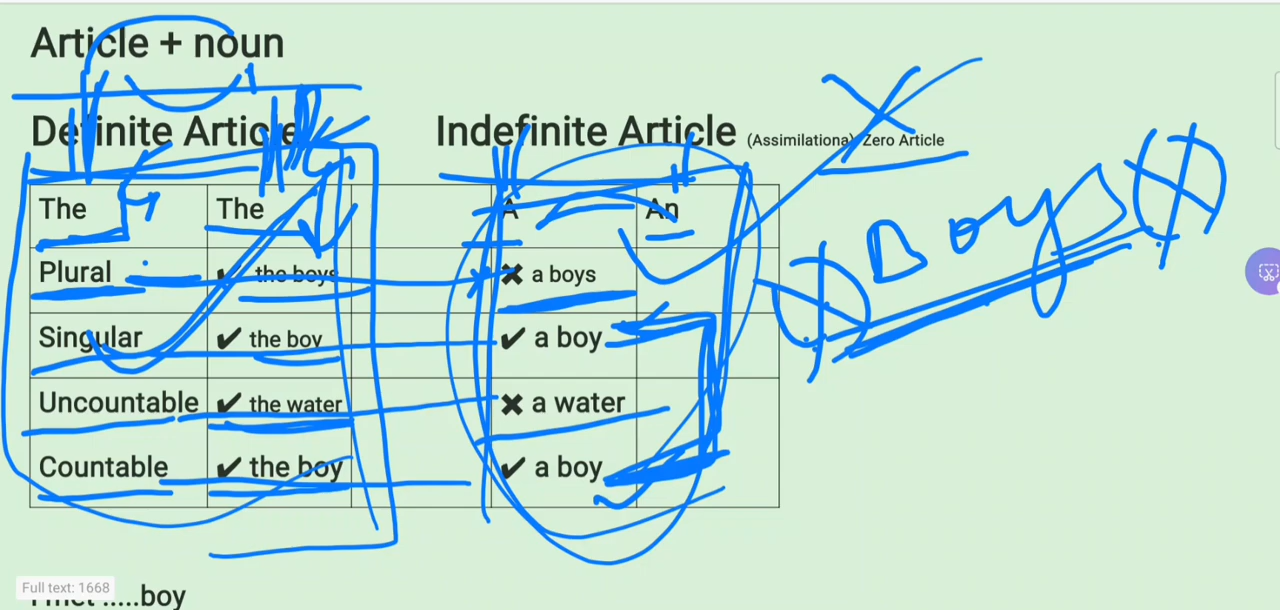 Article + noun
Definite Article Indefinite Article (Assimilationa) Zero Article
The The A An
Plural ✔ the boys ✖ a boys
Singular ✔ the boy ✔ a boy
Uncountable ✔ the water ✖ a water
Countable ✔ the boy ✔ a boy
Boys
Full text: 1668
.....boy